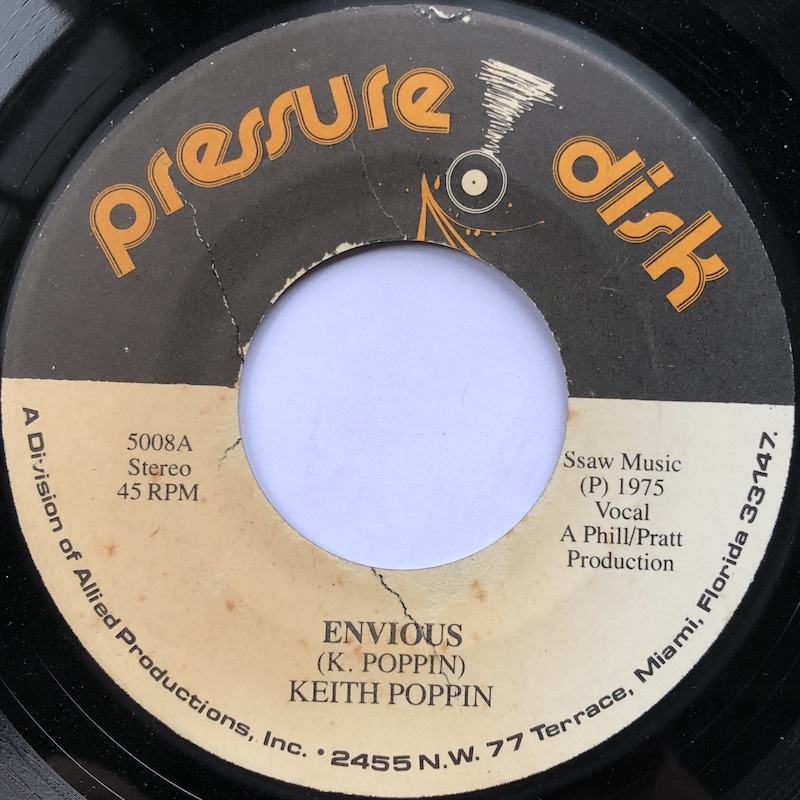 pressure disk
5008A
Stereo
45 RPM
Ssaw Music
(P) 1975
Vocal
A Phill/Pratt
Production
ENVIOUS
(K. POPPIN)
KEITH POPPIN
A Division of Allied Productions, Inc. • 2455 N.W. 77 Terrace, Miami, Florida 33147.